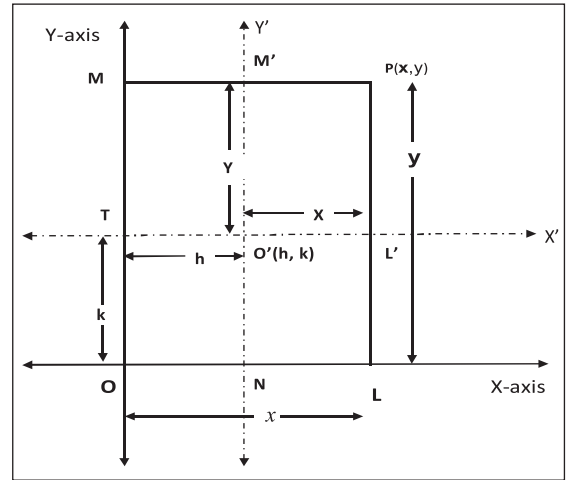 Y-axis
Y’
M
M’
P(x,y)
Y
y
T
X
X’
h
O’(h, k)
L’
k
O
N
L
X-axis
x